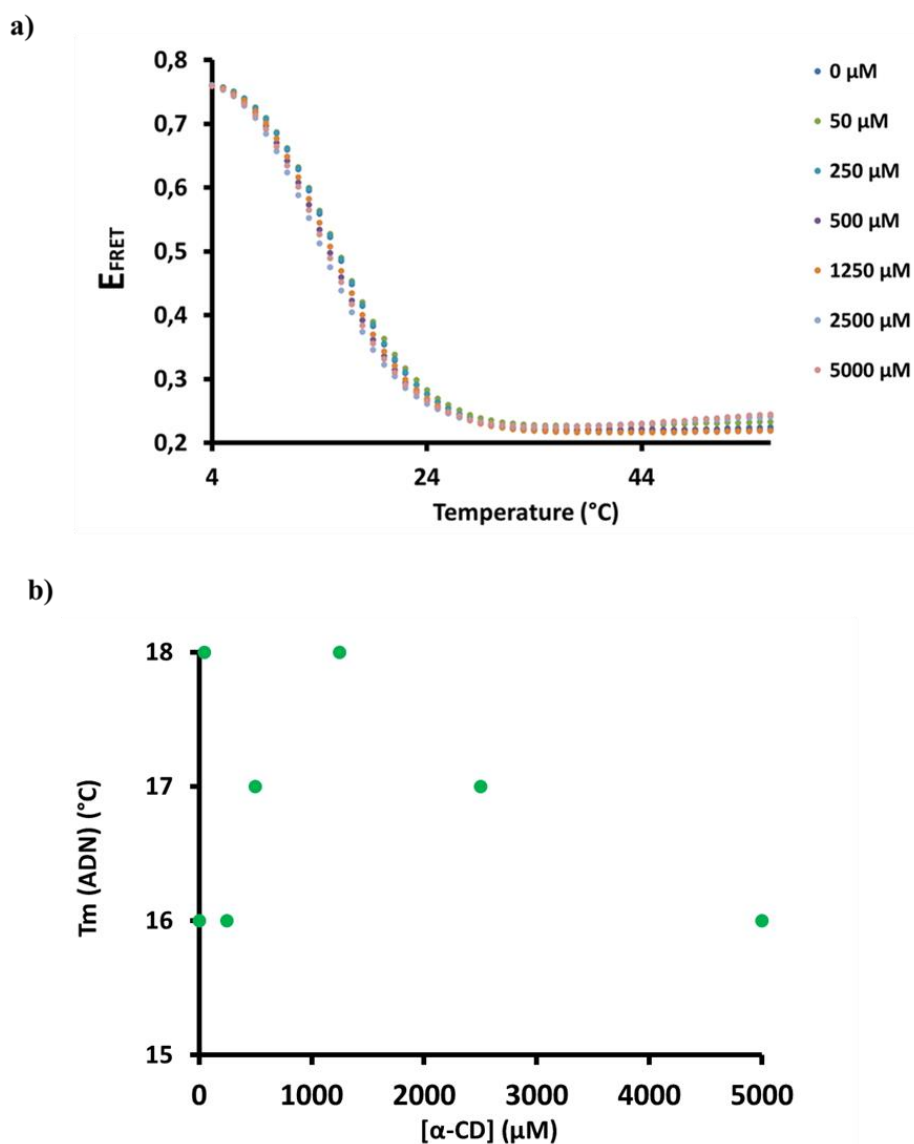 a)
0,8
0,7
0,6
0,5
0,4
0,3
0,2
EFRET
4
24
44
Temperature (°C)
0 µM
50 µM
250 µM
500 µM
1250 µM
2500 µM
5000 µM
b)
18
17
16
15
Tm (ADN) (°C)
0
1000
2000
3000
4000
5000
[α-CD] (µM)